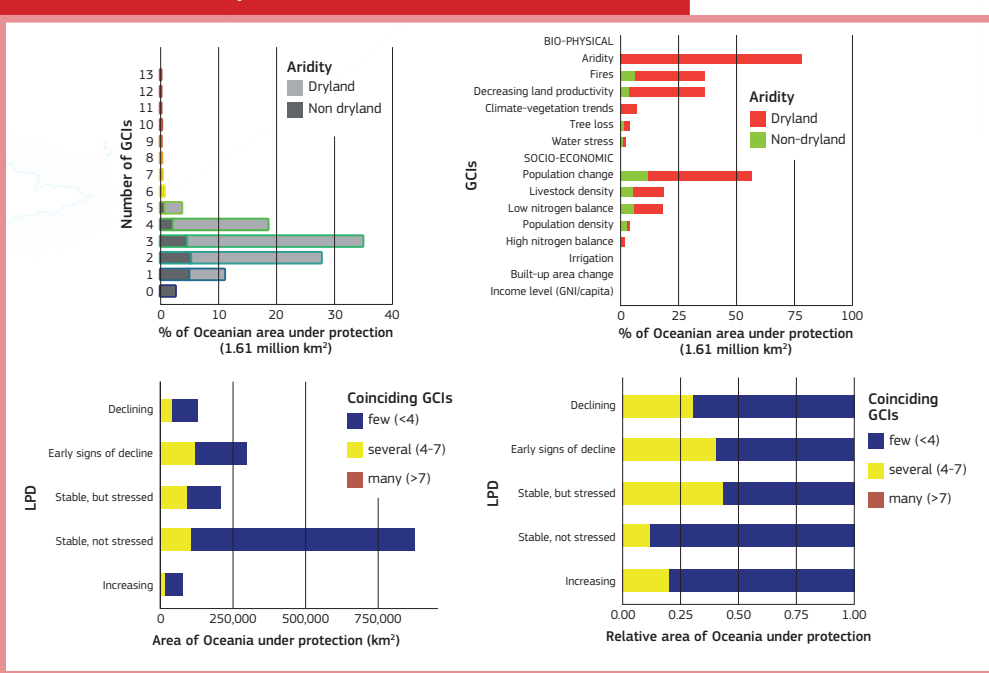 Aridity
Dryland
Non dryland
Number of GCIs
13
12
11
10
9
8
7
6
5
4
3
2
1
0
0 10 20 30 40
% of Oceanian area under protection
(1.61 million km²)
GCIs
BIO-PHYSICAL
Aridity
Fires
Decreasing land productivity
Climate-vegetation trends
Tree loss
Water stress
SOCIO-ECONOMIC
Population change
Livestock density
Low nitrogen balance
Population density
High nitrogen balance
Irrigation
Built-up area change
Income level (GNI/capita)
Aridity
Dryland
Non-dryland
0 25 50 75 100
% of Oceanian area under protection
(1.61 million km²)
LPD
Declining
Early signs of decline
Stable, but stressed
Stable, not stressed
Increasing
Coinciding GCIs
few (<4)
several (4-7)
many (>7)
0 250,000 500,000 750,000
Area of Oceania under protection (km²)
LPD
Declining
Early signs of decline
Stable, but stressed
Stable, not stressed
Increasing
Coinciding
GCIs
few (<4)
several (4-7)
many (>7)
0.00 0.25 0.50 0.75 1.00
Relative area of Oceania under protection